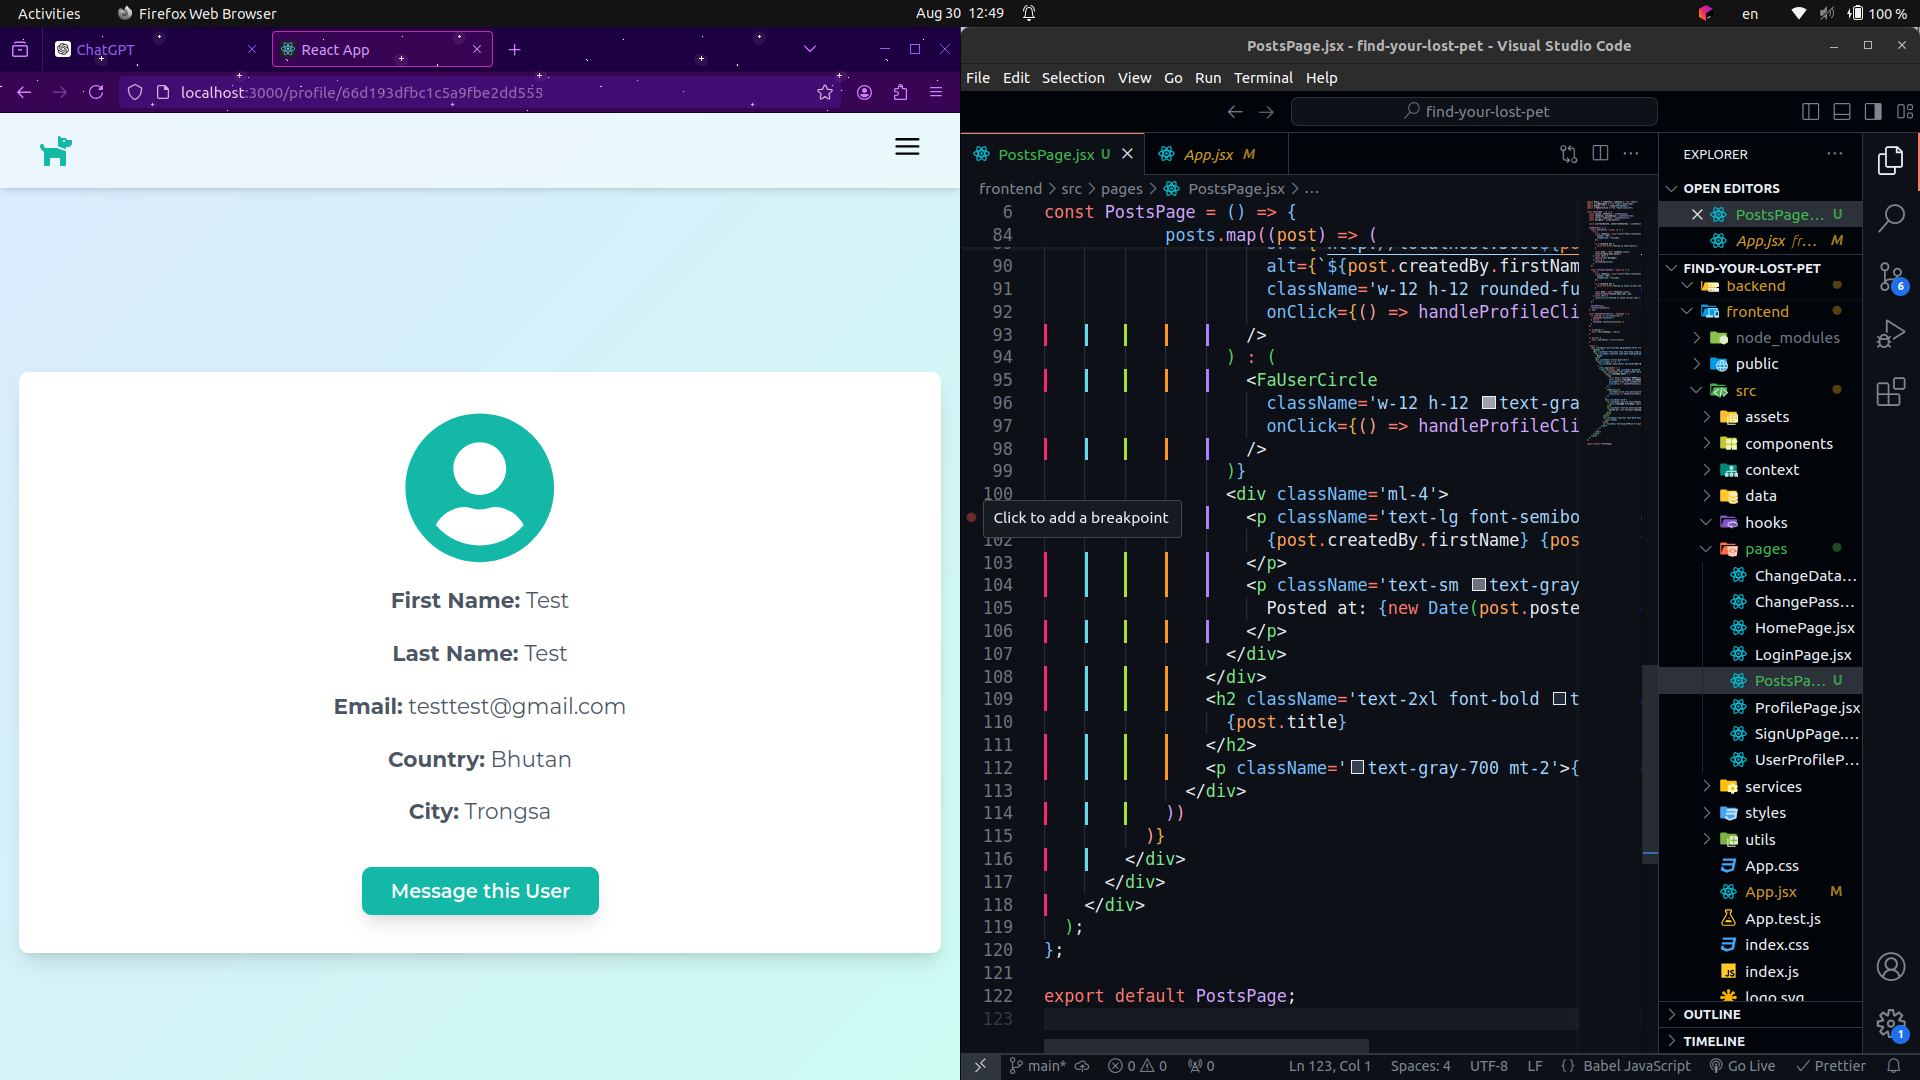 Activities
Firefox Web Browser
Aug 30 12:49
en
100 %
ChatGPT
React App
localhost:3000/profile/66d193dfbc1c5a9fbe2dd555
First Name: Test
Last Name: Test
Email: testtest@gmail.com
Country: Bhutan
City: Trongsa
Message this User
PostsPage.jsx - find-your-lost-pet - Visual Studio Code
File Edit Selection View Go Run Terminal Help
find-your-lost-pet
PostsPage.jsx U
App.jsx M
frontend > src > pages > PostsPage.jsx > ...
6 const PostsPage = () => {
84 posts.map((post) => (
90 alt={`${post.createdBy.firstNam
91 className='w-12 h-12 rounded-fu
92 onClick={() => handleProfileCli
93 />
94 ) : (
95 <FaUserCircle
96 className='w-12 h-12 text-gra
97 onClick={() => handleProfileCli
98 />
99 )}
100 <div className='ml-4'>
Click to add a breakpoint
<p className='text-lg font-semibo
102 {post.createdBy.firstName} {pos
103 </p>
104 <p className='text-sm text-gray
105 Posted at: {new Date(post.poste
106 </p>
107 </div>
108 </div>
109 <h2 className='text-2xl font-bold t
110 {post.title}
111 </h2>
112 <p className='text-gray-700 mt-2'>{
113 </div>
114 ))
115 )}
116 </div>
117 </div>
118 </div>
119 );
120 };
121
122 export default PostsPage;
123
EXPLORER
OPEN EDITORS
PostsPage... U
App.jsx fr... M
FIND-YOUR-LOST-PET
backend
frontend
node_modules
public
src
assets
components
context
data
hooks
pages
ChangeData...
ChangePass...
HomePage.jsx
LoginPage.jsx
PostsPa... U
ProfilePage.jsx
SignUpPage....
UserProfileP...
services
styles
utils
App.css
App.jsx M
App.test.js
index.css
index.js
logo.svg
OUTLINE
TIMELINE
6
1
main*
0 0
0
Ln 123, Col 1
Spaces: 4
UTF-8
LF
{ } Babel JavaScript
Go Live
Prettier